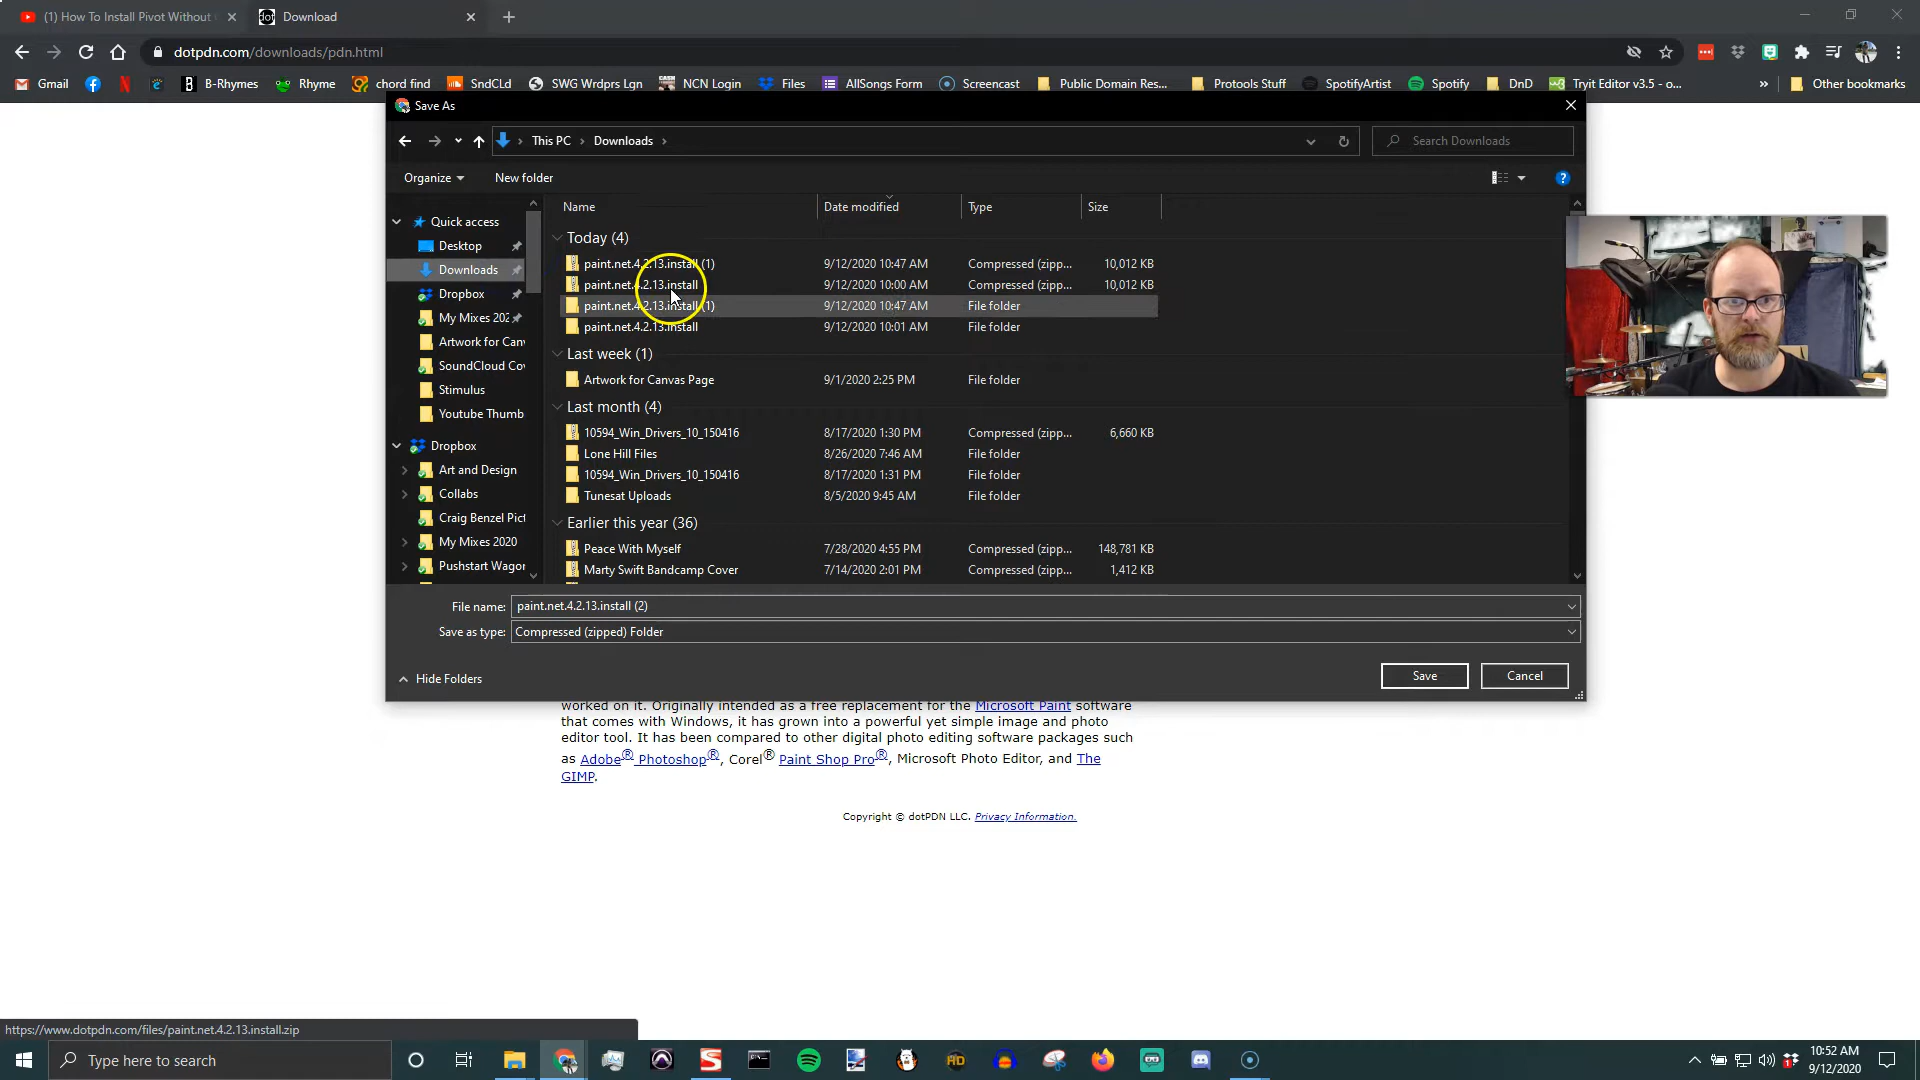 (1) How To Install Pivot Without
Download
dotpdn.com/downloads/pdn.html
Gmail
B-Rhymes
Rhyme
chord find
SndCLd
SWG Wrdprs Lgn
NCN Login
Files
AllSongs Form
Screencast
Public Domain Res...
Protools Stuff
SpotifyArtist
Spotify
DnD
Tryit Editor v3.5 - o...
»
Other bookmarks
Save As
This PC > Downloads >
Search Downloads
Organize
New folder
Name Date modified Type Size
Quick access
Desktop
Downloads
Dropbox
My Mixes 202
Artwork for Canv
SoundCloud Cov
Stimulus
Youtube Thumb
Dropbox
Art and Design
Collabs
Craig Benzel Pict
My Mixes 2020
Pushstart Wagon
Today (4)
paint.net.4.2.13.install (1) 9/12/2020 10:47 AM Compressed (zipp... 10,012 KB
paint.net.4.2.13.install 9/12/2020 10:00 AM Compressed (zipp... 10,012 KB
paint.net.4.2.13.install (1) 9/12/2020 10:47 AM File folder
paint.net.4.2.13.install 9/12/2020 10:01 AM File folder
Last week (1)
Artwork for Canvas Page 9/1/2020 2:25 PM File folder
Last month (4)
10594_Win_Drivers_10_150416 8/17/2020 1:30 PM Compressed (zipp... 6,660 KB
Lone Hill Files 8/26/2020 7:46 AM File folder
10594_Win_Drivers_10_150416 8/17/2020 1:31 PM File folder
Tunesat Uploads 8/5/2020 9:45 AM File folder
Earlier this year (36)
Peace With Myself 7/28/2020 4:55 PM Compressed (zipp... 148,781 KB
Marty Swift Bandcamp Cover 7/14/2020 2:01 PM Compressed (zipp... 1,412 KB
File name: paint.net.4.2.13.install (2)
Save as type: Compressed (zipped) Folder
Hide Folders
Save
Cancel
worked on it. Originally intended as a free replacement for the Microsoft Paint software
that comes with Windows, it has grown into a powerful yet simple image and photo
editor tool. It has been compared to other digital photo editing software packages such
as Adobe® Photoshop®, Corel® Paint Shop Pro®, Microsoft Photo Editor, and The
GIMP.
Copyright © dotPDN LLC. Privacy Information.
https://www.dotpdn.com/files/paint.net.4.2.13.install.zip
Type here to search
10:52 AM
9/12/2020